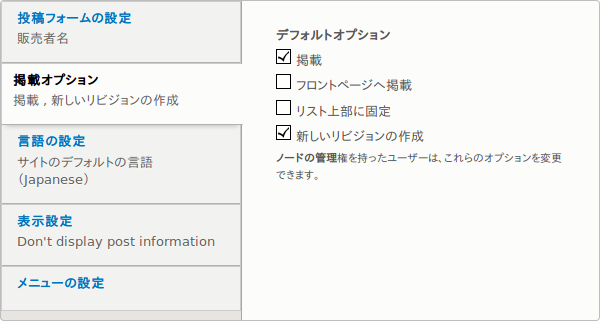 投稿フォームの設定
販売者名
掲載オプション
掲載 , 新しいリビジョンの作成
言語の設定
サイトのデフォルトの言語
（Japanese）
表示設定
Don't display post information
メニューの設定
デフォルトオプション
掲載
フロントページへ掲載
リスト上部に固定
新しいリビジョンの作成
ノードの管理権を持ったユーザーは、これらのオプションを変更
できます。